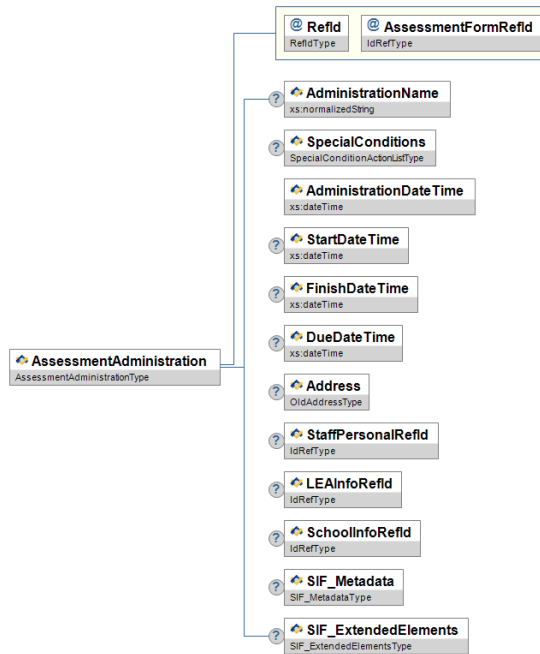 @ RefId
RefIdType
@ AssessmentFormRefId
IdRefType
? AdministrationName
xs:normalizedString
? SpecialConditions
SpecialConditionActionListType
AdministrationDateTime
xs:dateTime
? StartDateTime
xs:dateTime
? FinishDateTime
xs:dateTime
? DueDateTime
xs:dateTime
AssessmentAdministration
AssessmentAdministrationType
? Address
OldAddressType
? StaffPersonalRefId
IdRefType
? LEAInfoRefId
IdRefType
? SchoolInfoRefId
IdRefType
? SIF_Metadata
SIF_MetadataType
? SIF_ExtendedElements
SIF_ExtendedElementsType